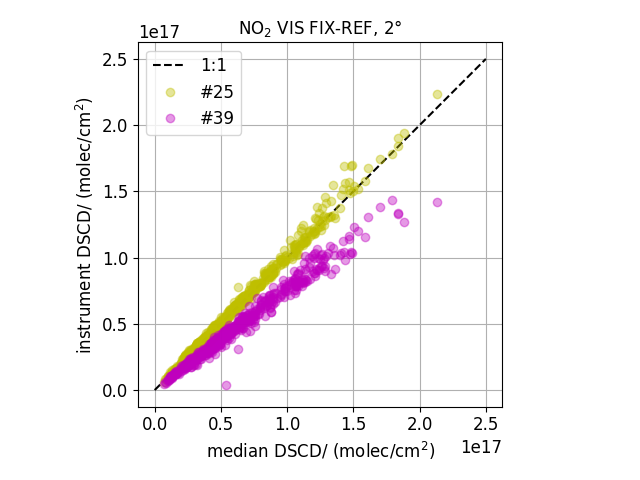 NO₂ VIS FIX-REF, 2°
1e17
1:1
#25
#39
2.5
2.0
1.5
1.0
0.5
0.0
instrument DSCD/ (molec/cm²)
0.0 0.5 1.0 1.5 2.0 2.5
1e17
median DSCD/ (molec/cm²)